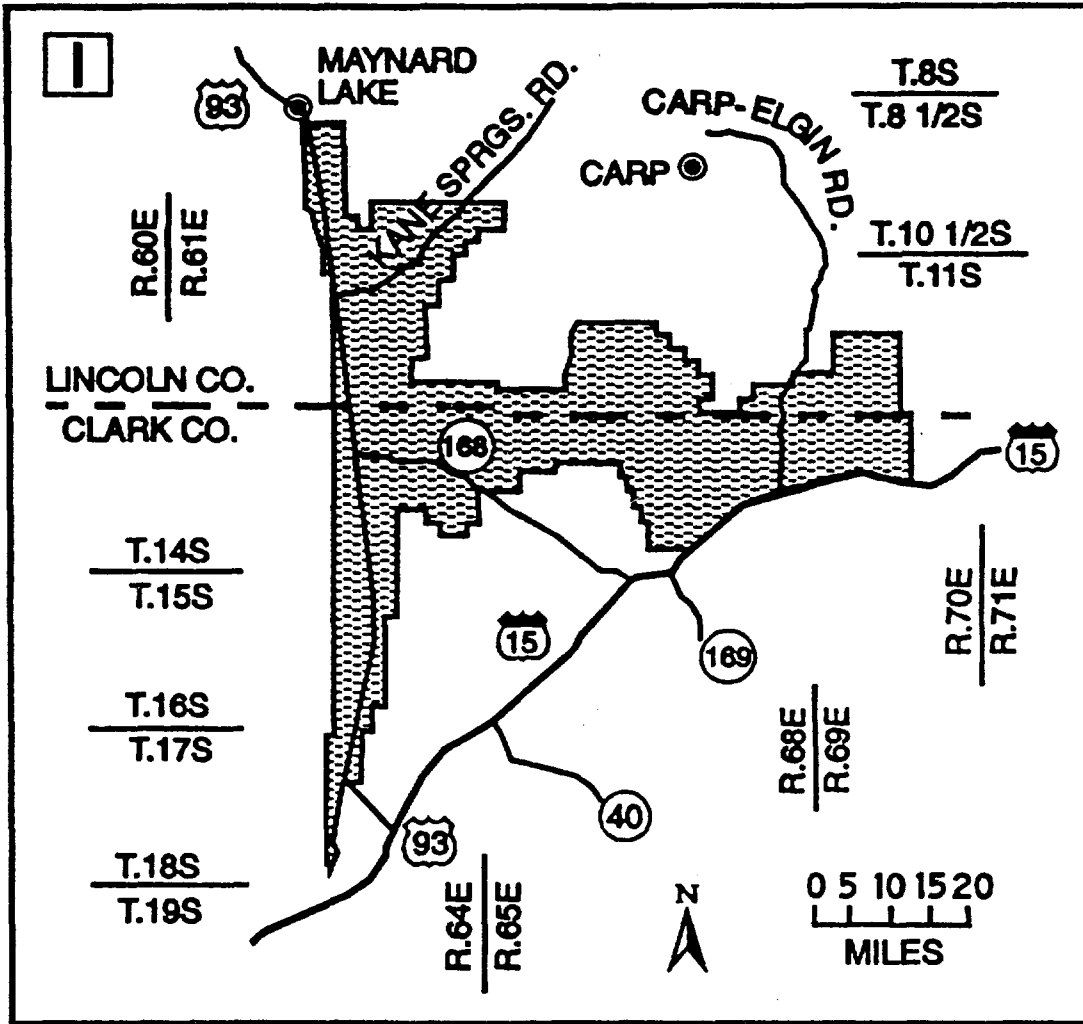 I
MAYNARD
LAKE
93
KANE SPRGS. RD.
CARP-ELGIN RD.
CARP
T.8S
T.8 1/2S
R.60E
R.61E
T.10 1/2S
T.11S
LINCOLN CO.
CLARK CO.
168
15
T.14S
T.15S
R.70E
R.71E
15
169
T.16S
T.17S
R.68E
R.69E
40
93
T.18S
T.19S
R.64E
R.65E
N
0 5 10 15 20
MILES